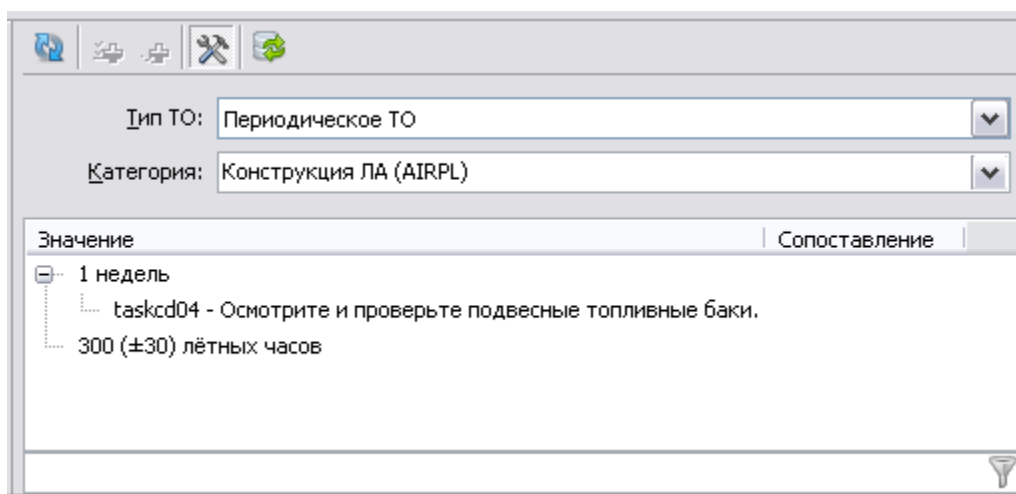 Тип ТО: Периодическое ТО
Категория: Конструкция ЛА (AIRPL)
Значение Сопоставление
1 недель
taskcd04 - Осмотрите и проверьте подвесные топливные баки.
300 (±30) лётных часов